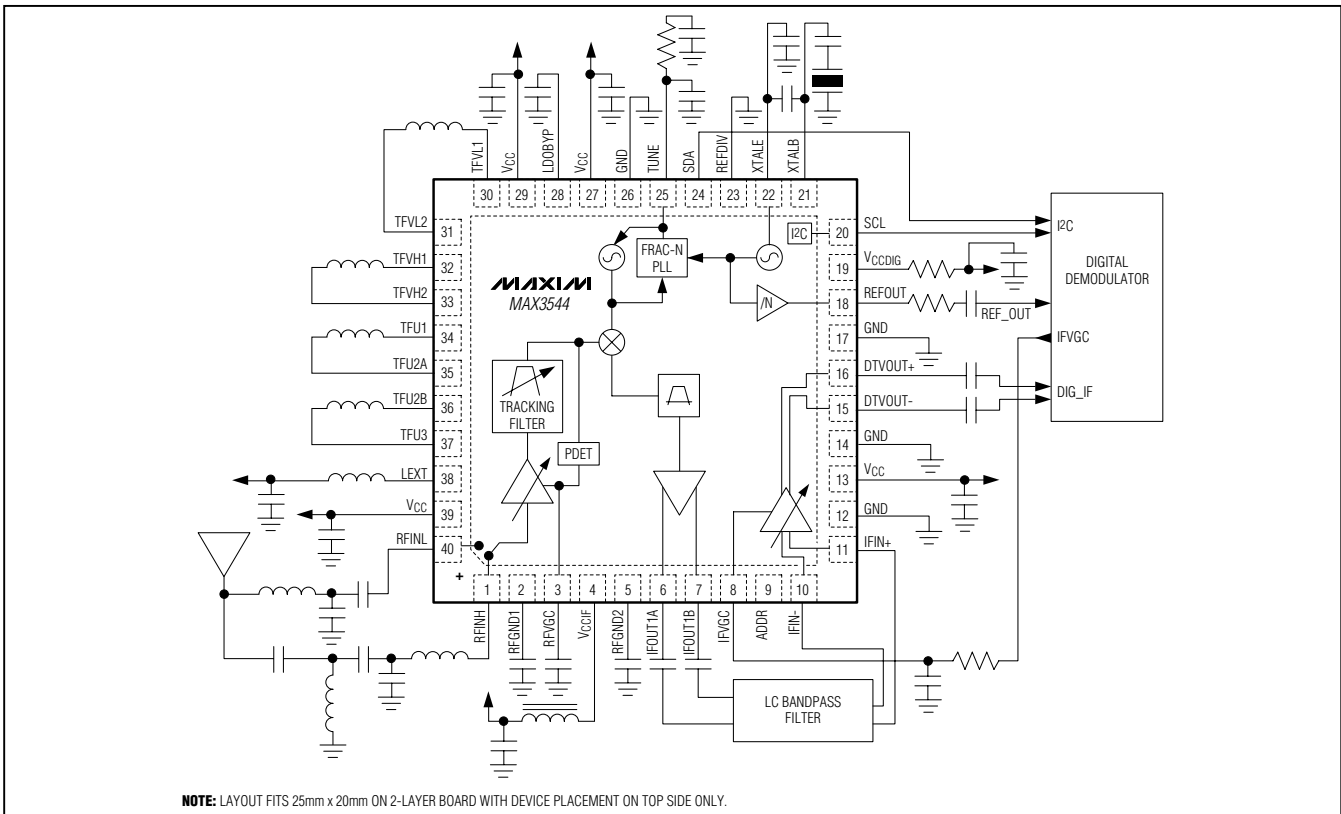 TFVL1
VCC
LDOBYP
VCC
GND
TUNE
SDA
REFDIV
XTALE
XTALB
30
29
28
27
26
25
24
23
22
21
TFVL2
31
TFVH1
32
TFVH2
33
TFU1
34
TFU2A
35
TFU2B
36
TFU3
37
LEXT
38
VCC
39
RFINL
40
MAXIM
MAX3544
FRAC-N
PLL
I2C
/N
TRACKING
FILTER
PDET
20
SCL
19
VCCDIG
18
REFOUT
REF_OUT
17
GND
16
DTVOUT+
15
DTVOUT-
14
GND
13
VCC
12
GND
11
IFIN+
I2C
DIGITAL
DEMODULATOR
IFVGC
DIG_IF
+
1
2
3
4
5
6
7
8
9
10
RFINH
RFGND1
RFVGC
VCCIF
RFGND2
IFOUT1A
IFOUT1B
IFVGC
ADDR
IFIN-
LC BANDPASS
FILTER
NOTE: LAYOUT FITS 25mm x 20mm ON 2-LAYER BOARD WITH DEVICE PLACEMENT ON TOP SIDE ONLY.